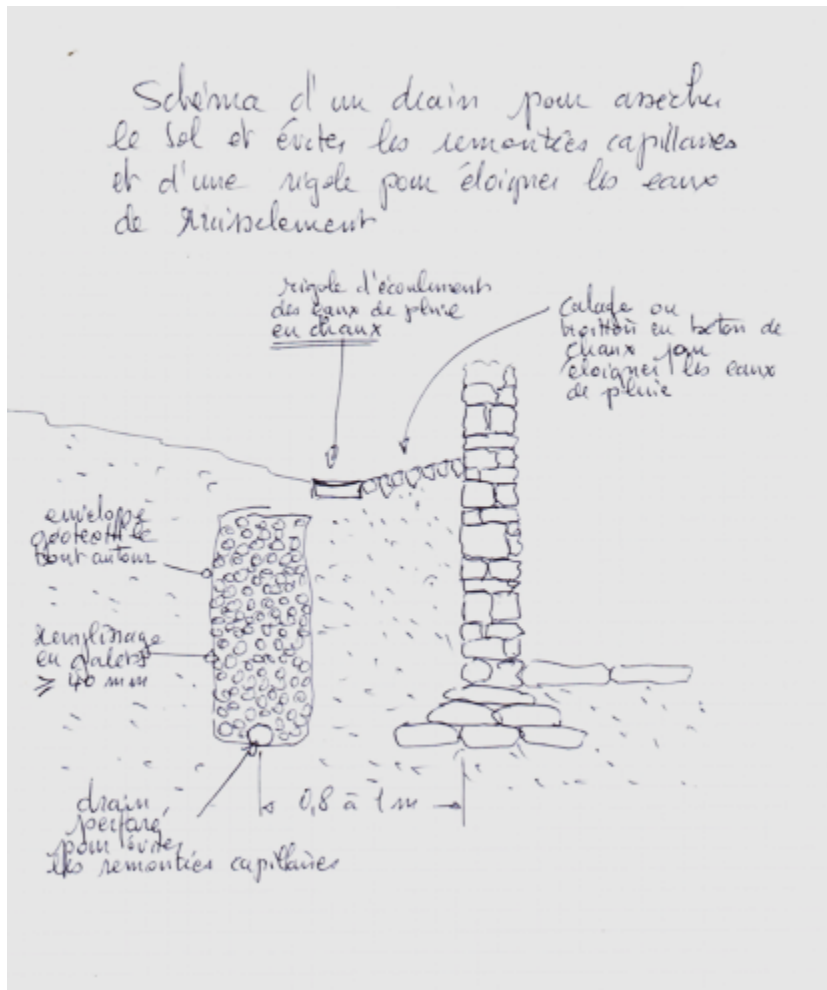 Schéma d'un drain pour assécher
le sol et éviter les remontées capillaires
et d'une rigole pour éloigner les eaux
de ruissellement
rigole d'écoulements
des eaux de pluie
en chaux
calade ou
trottoir en béton de
chaux pour
éloigner les eaux
de pluie
enveloppe
géotextile
tout autour
Remplissage
en galets
≥ 40 mm
drain
perforé
pour éviter
les remontées capillaires
0,8 à 1 m